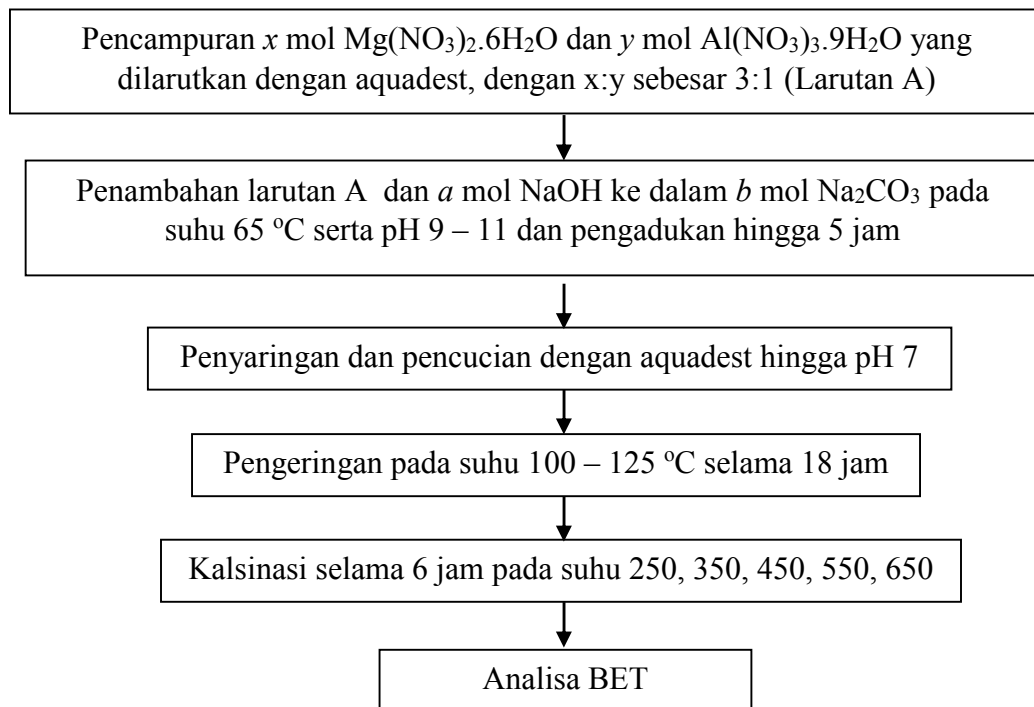 Pencampuran x mol Mg(NO₃)₂.6H₂O dan y mol Al(NO₃)₃.9H₂O yang
dilarutkan dengan aquadest, dengan x:y sebesar 3:1 (Larutan A)
Penambahan larutan A dan a mol NaOH ke dalam b mol Na₂CO₃ pada
suhu 65 ºC serta pH 9 – 11 dan pengadukan hingga 5 jam
Penyaringan dan pencucian dengan aquadest hingga pH 7
Pengeringan pada suhu 100 – 125 ºC selama 18 jam
Kalsinasi selama 6 jam pada suhu 250, 350, 450, 550, 650
Analisa BET